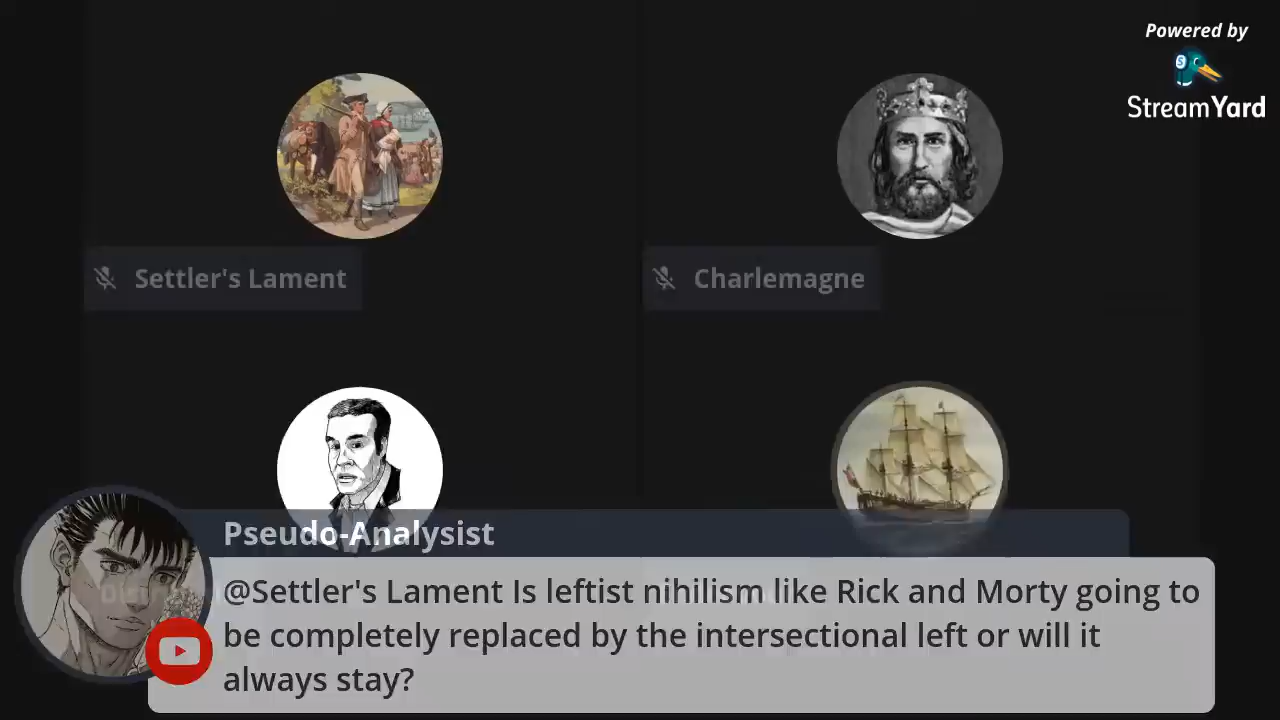 Powered by
StreamYard
Settler's Lament
Charlemagne
Pseudo-Analysist
@Settler's Lament Is leftist nihilism like Rick and Morty going to
be completely replaced by the intersectional left or will it
always stay?